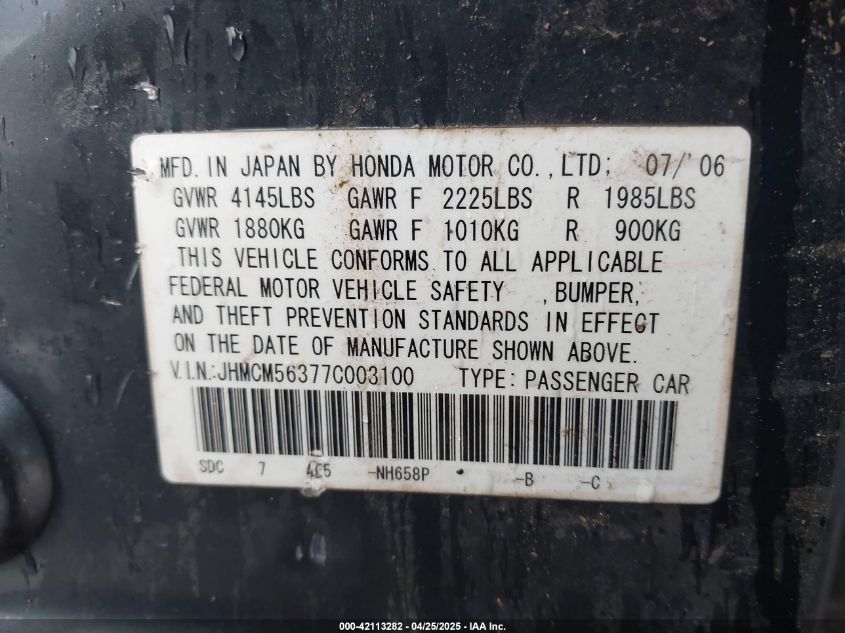 MFD. IN JAPAN BY HONDA MOTOR CO., LTD; 07/ 06
GVWR 4145LBS GAWR F 2225LBS R 1985LBS
GVWR 1880KG GAWR F 1010KG R 900KG
THIS VEHICLE CONFORMS TO ALL APPLICABLE
FEDERAL MOTOR VEHICLE SAFETY , BUMPER,
AND THEFT PREVENTION STANDARDS IN EFFECT
ON THE DATE OF MANUFACTURE SHOWN ABOVE.
V.I.N.:JHMCM56377C003100 TYPE: PASSENGER CAR
SDC 7 -NH658P -B -C
000-42113282 - 04/25/2025 - IAA Inc.